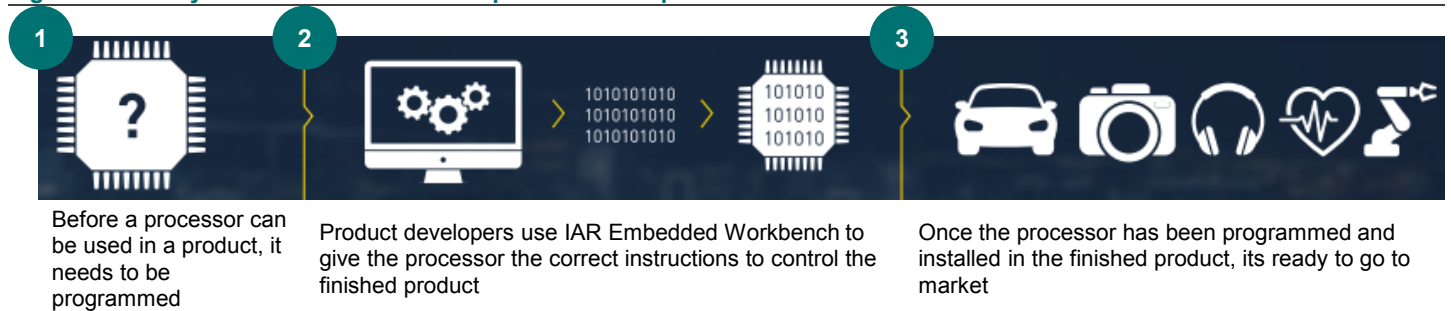 1
2
3
?
1010101010
1010101010
1010101010
101010
101010
101010
Before a processor can
be used in a product, it
needs to be
programmed
Product developers use IAR Embedded Workbench to
give the processor the correct instructions to control the
finished product
Once the processor has been programmed and
installed in the finished product, its ready to go to
market